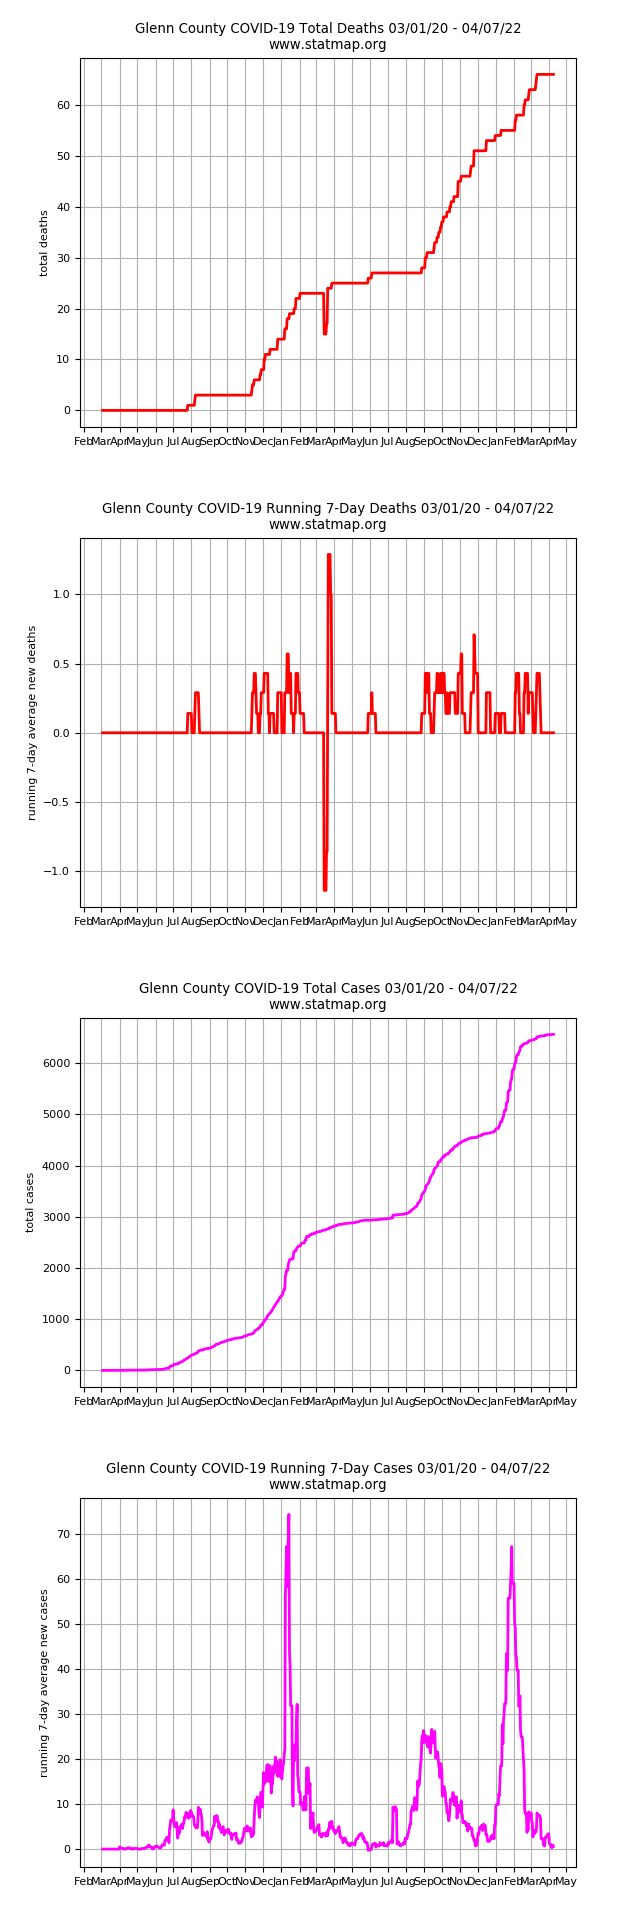 Glenn County COVID-19 Total Deaths 03/01/20 - 04/07/22
www.statmap.org
60
50
40
30
20
10
0
total deaths
Feb Mar Apr May Jun Jul Aug Sep Oct Nov Dec Jan Feb Mar Apr May Jun Jul Aug Sep Oct Nov Dec Jan Feb Mar Apr May
Glenn County COVID-19 Running 7-Day Deaths 03/01/20 - 04/07/22
www.statmap.org
1.0
0.5
0.0
−0.5
−1.0
running 7-day average new deaths
Feb Mar Apr May Jun Jul Aug Sep Oct Nov Dec Jan Feb Mar Apr May Jun Jul Aug Sep Oct Nov Dec Jan Feb Mar Apr May
Glenn County COVID-19 Total Cases 03/01/20 - 04/07/22
www.statmap.org
6000
5000
4000
3000
2000
1000
0
total cases
Feb Mar Apr May Jun Jul Aug Sep Oct Nov Dec Jan Feb Mar Apr May Jun Jul Aug Sep Oct Nov Dec Jan Feb Mar Apr May
Glenn County COVID-19 Running 7-Day Cases 03/01/20 - 04/07/22
www.statmap.org
70
60
50
40
30
20
10
0
running 7-day average new cases
Feb Mar Apr May Jun Jul Aug Sep Oct Nov Dec Jan Feb Mar Apr May Jun Jul Aug Sep Oct Nov Dec Jan Feb Mar Apr May